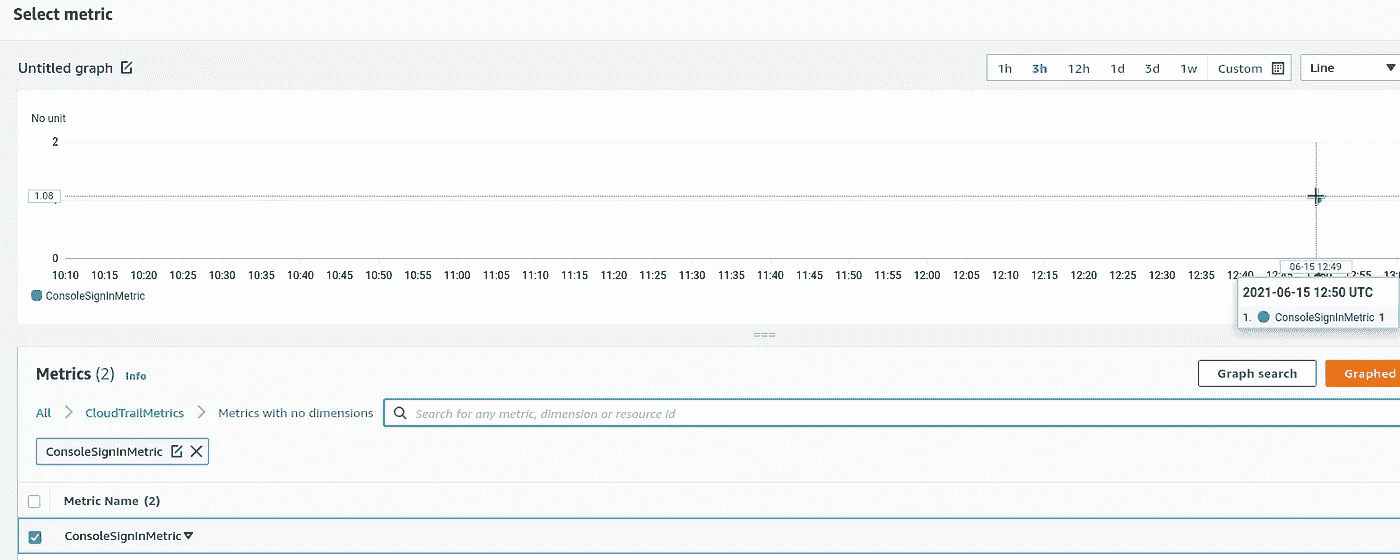 Select metric
Untitled graph
1h 3h 12h 1d 3d 1w Custom Line
No unit
2
1.08
0
10:10 10:15 10:20 10:25 10:30 10:35 10:40 10:45 10:50 10:55 11:00 11:05 11:10 11:15 11:20 11:25 11:30 11:35 11:40 11:45 11:50 11:55 12:00 12:05 12:10 12:15 12:20 12:25 12:30 12:35 12:40 12:45 12:55
06-15 12:49
ConsoleSignInMetric
2021-06-15 12:50 UTC
1. ConsoleSignInMetric 1
Metrics (2) Info
Graph search
Graphed
All CloudTrailMetrics Metrics with no dimensions
Search for any metric, dimension or resource id
ConsoleSignInMetric
Metric Name (2)
ConsoleSignInMetric